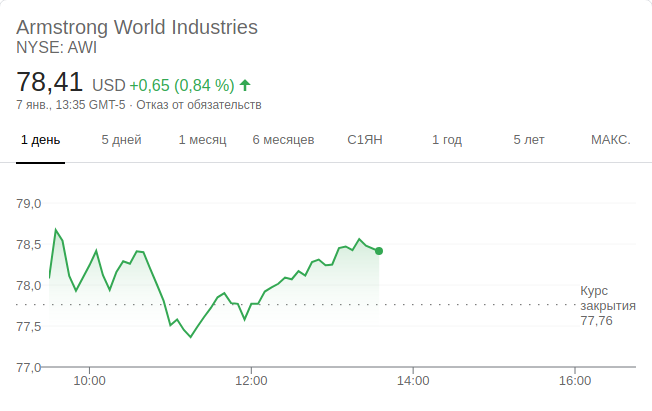 Armstrong World Industries
NYSE: AWI
78,41 USD +0,65 (0,84 %)
7 янв., 13:35 GMT-5 · Отказ от обязательств
1 день 5 дней 1 месяц 6 месяцев С1ЯН 1 год 5 лет МАКС.
79,0
78,5
78,0
77,5
77,0
Курс
закрытия
77,76
10:00 12:00 14:00 16:00